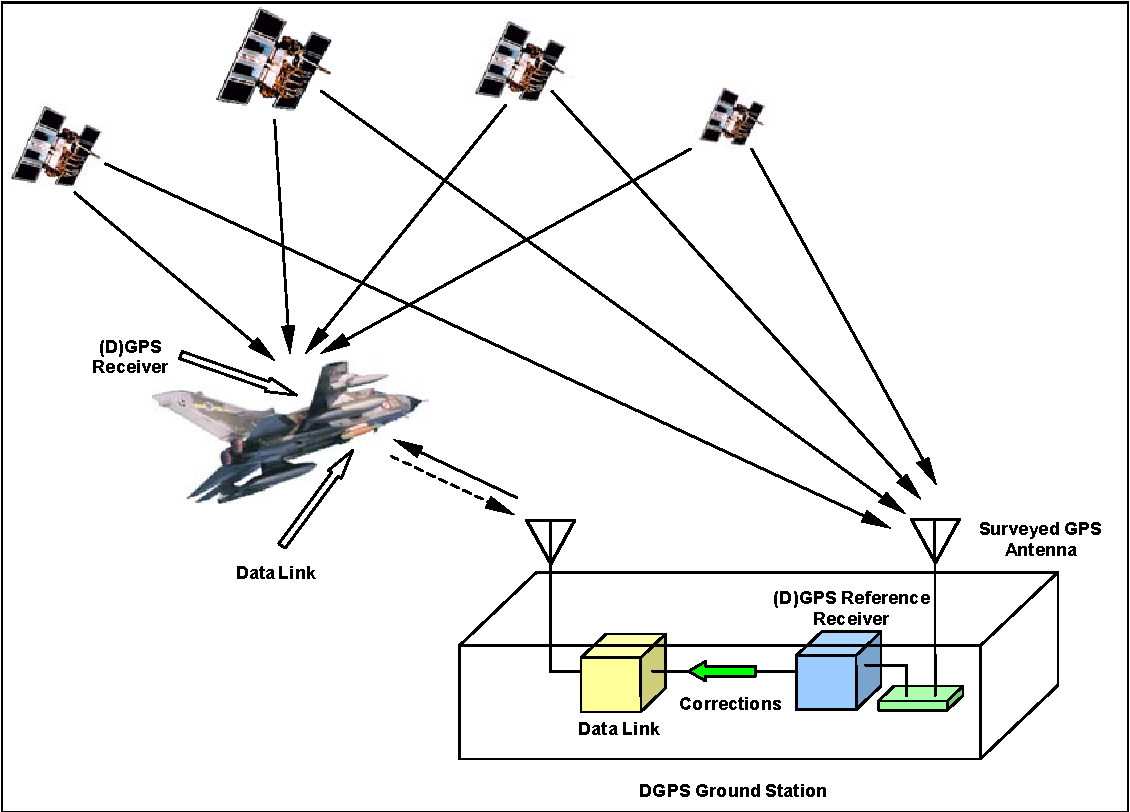 (D)GPS
Receiver
Data Link
Surveyed GPS
Antenna
(D)GPS Reference
Receiver
Corrections
Data Link
DGPS Ground Station